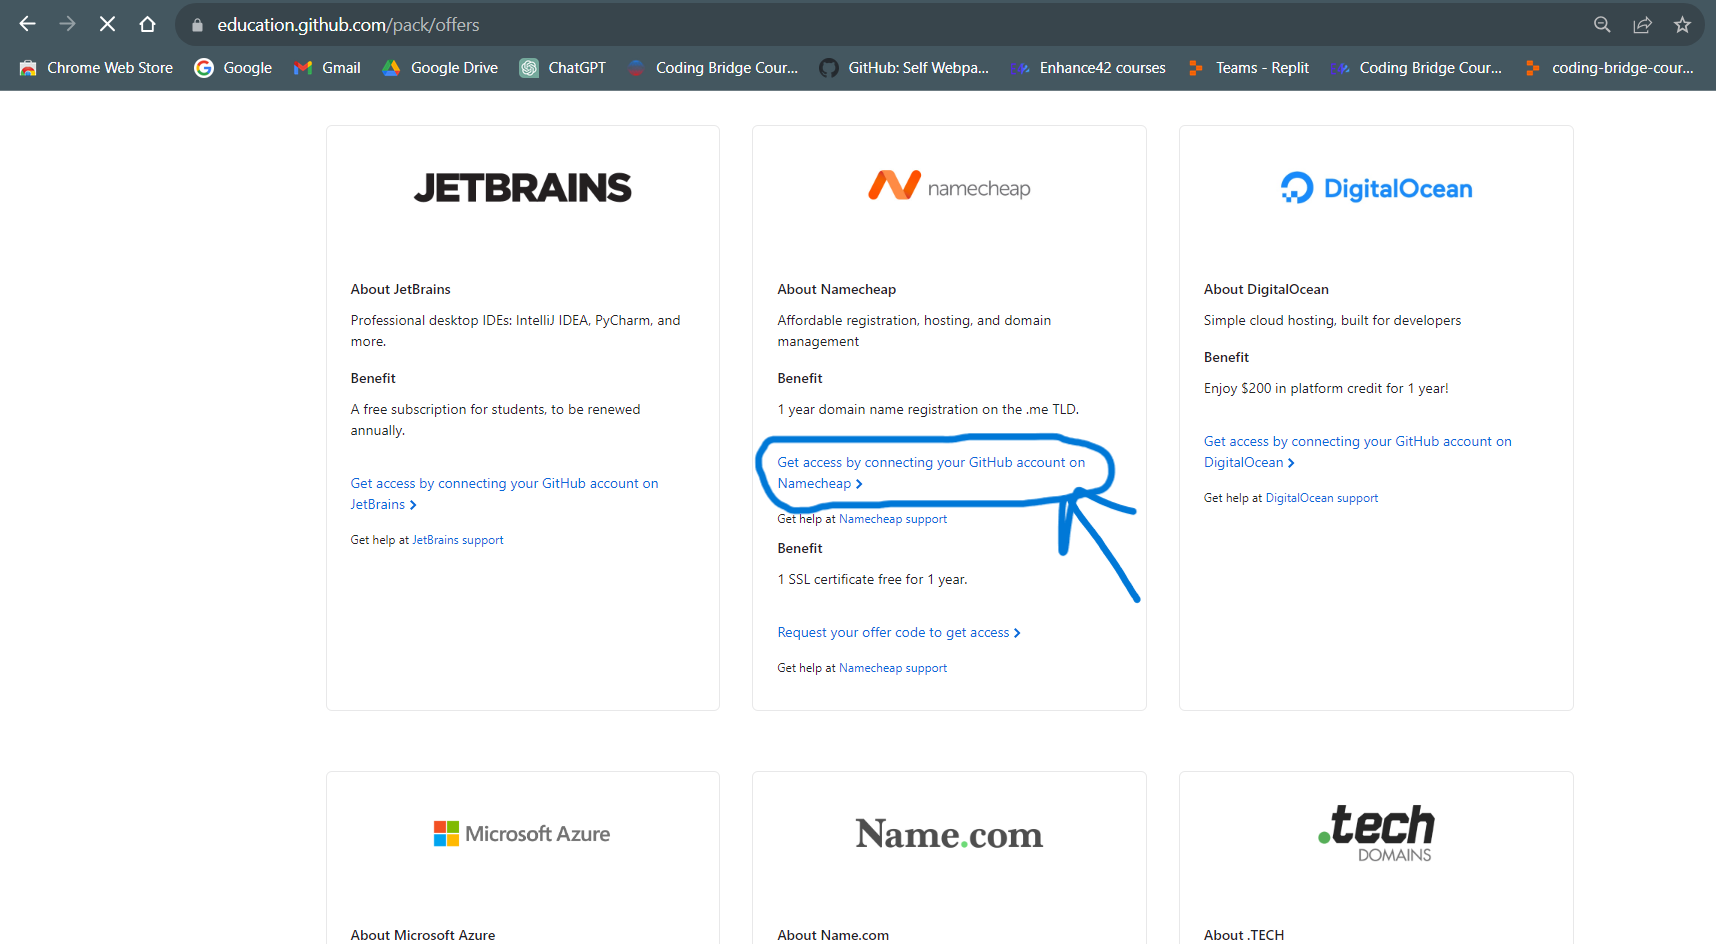 education.github.com/pack/offers
Chrome Web Store Google Gmail Google Drive ChatGPT Coding Bridge Cour... GitHub: Self Webpa... Enhance42 courses Teams - Replit Coding Bridge Cour... coding-bridge-cour...
JETBRAINS
About JetBrains
Professional desktop IDEs: IntelliJ IDEA, PyCharm, and
more.
Benefit
A free subscription for students, to be renewed
annually.
Get access by connecting your GitHub account on
JetBrains
Get help at JetBrains support
namecheap
About Namecheap
Affordable registration, hosting, and domain
management
Benefit
1 year domain name registration on the .me TLD.
Get access by connecting your GitHub account on
Namecheap
Get help at Namecheap support
Benefit
1 SSL certificate free for 1 year.
Request your offer code to get access
Get help at Namecheap support
DigitalOcean
About DigitalOcean
Simple cloud hosting, built for developers
Benefit
Enjoy $200 in platform credit for 1 year!
Get access by connecting your GitHub account on
DigitalOcean
Get help at DigitalOcean support
Microsoft Azure
About Microsoft Azure
Name.com
About Name.com
.tech
DOMAINS
About .TECH